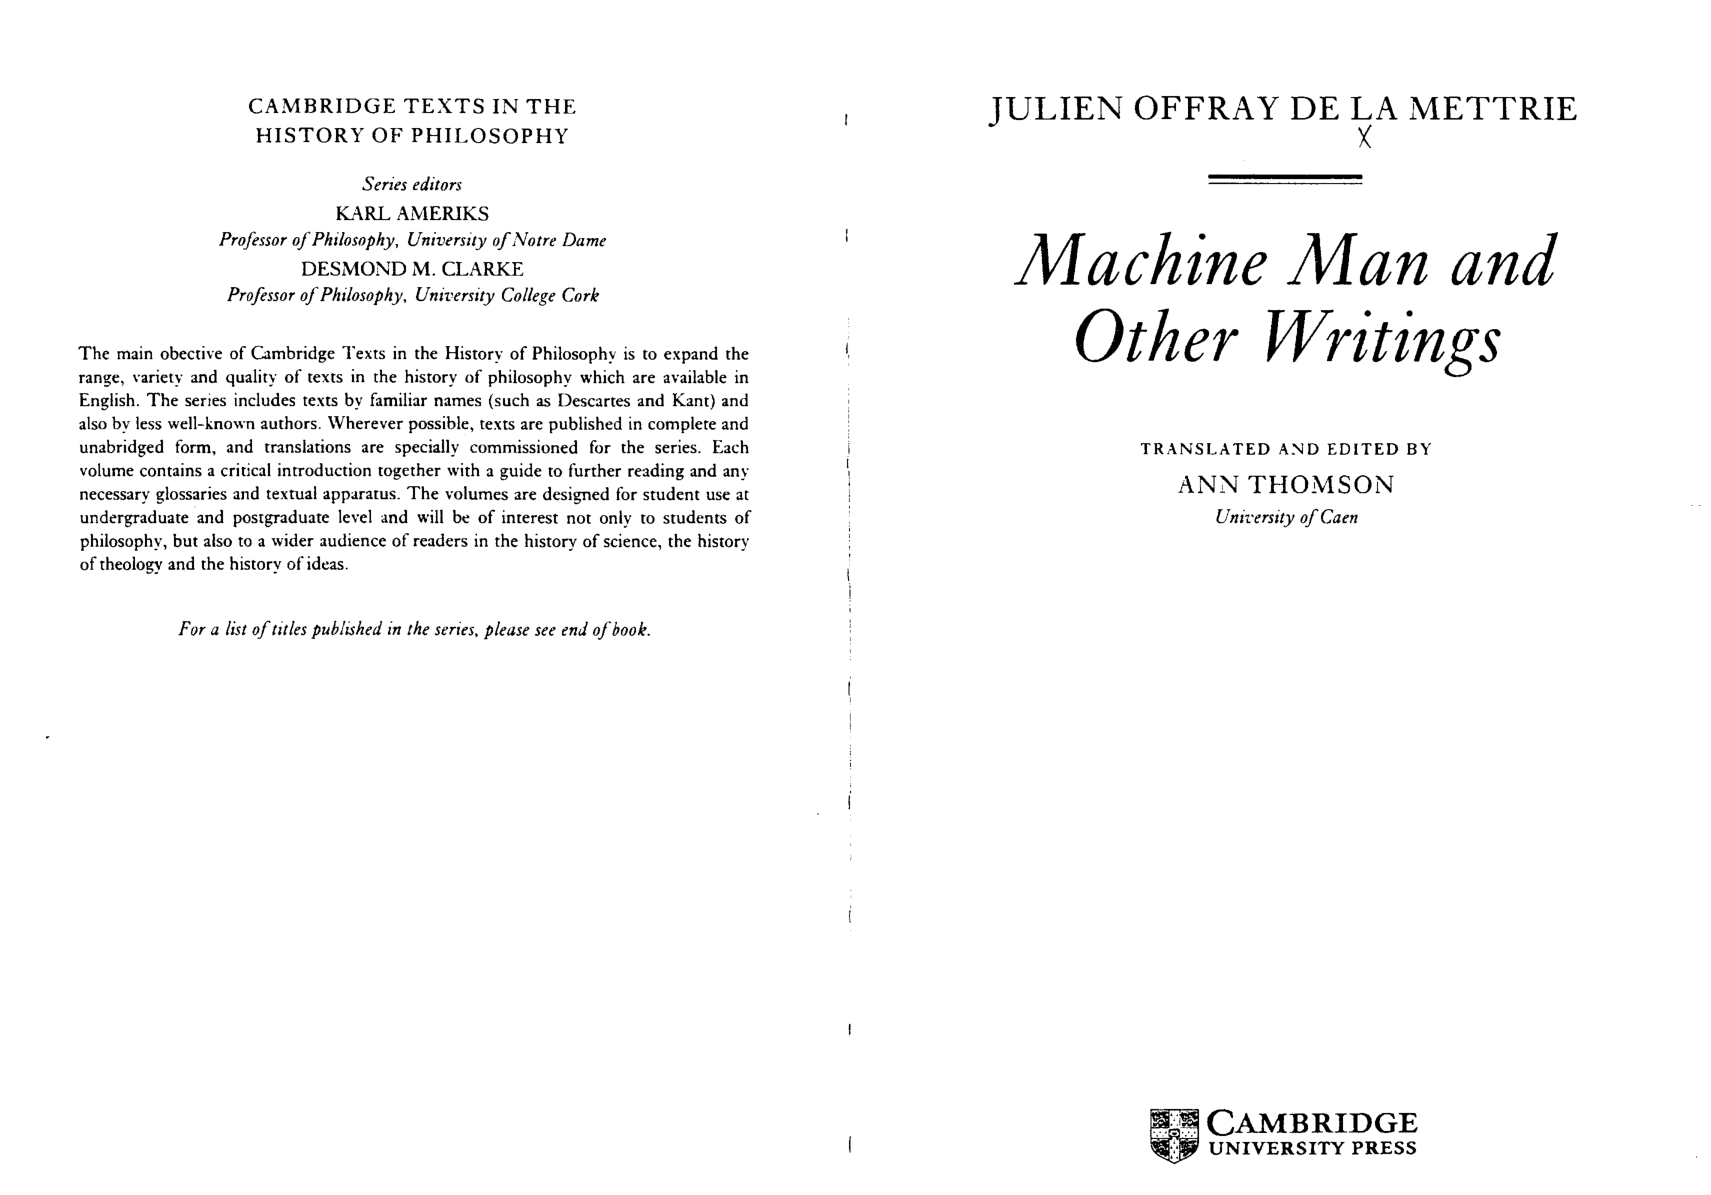 CAMBRIDGE TEXTS IN THE
HISTORY OF PHILOSOPHY
Series editors
KARL AMERIKS
Professor of Philosophy, University of Notre Dame
DESMOND M. CLARKE
Professor of Philosophy, University College Cork
The main obective of Cambridge Texts in the History of Philosophy is to expand the
range, variety and quality of texts in the history of philosophy which are available in
English. The series includes texts by familiar names (such as Descartes and Kant) and
also by less well-known authors. Wherever possible, texts are published in complete and
unabridged form, and translations are specially commissioned for the series. Each
volume contains a critical introduction together with a guide to further reading and any
necessary glossaries and textual apparatus. The volumes are designed for student use at
undergraduate and postgraduate level and will be of interest not only to students of
philosophy, but also to a wider audience of readers in the history of science, the history
of theology and the history of ideas.
For a list of titles published in the series, please see end of book.
JULIEN OFFRAY DE LA METTRIE
X
Machine Man and
Other Writings
TRANSLATED AND EDITED BY
ANN THOMSON
University of Caen
CAMBRIDGE
UNIVERSITY PRESS